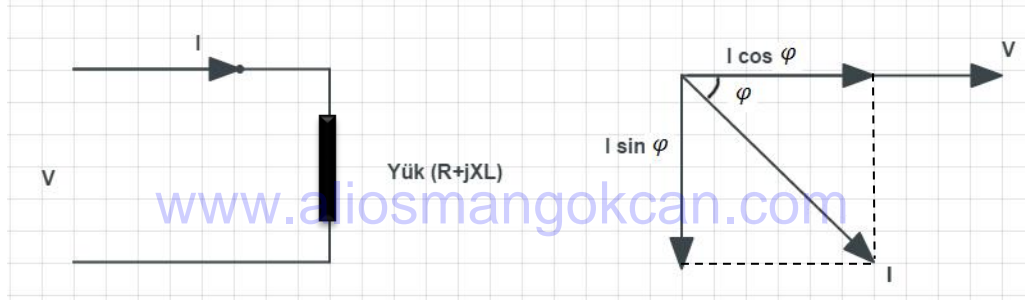 I
V
Yük (R+jXL)
I cos φ
V
φ
I sin φ
I
www.aliosmangokcan.com